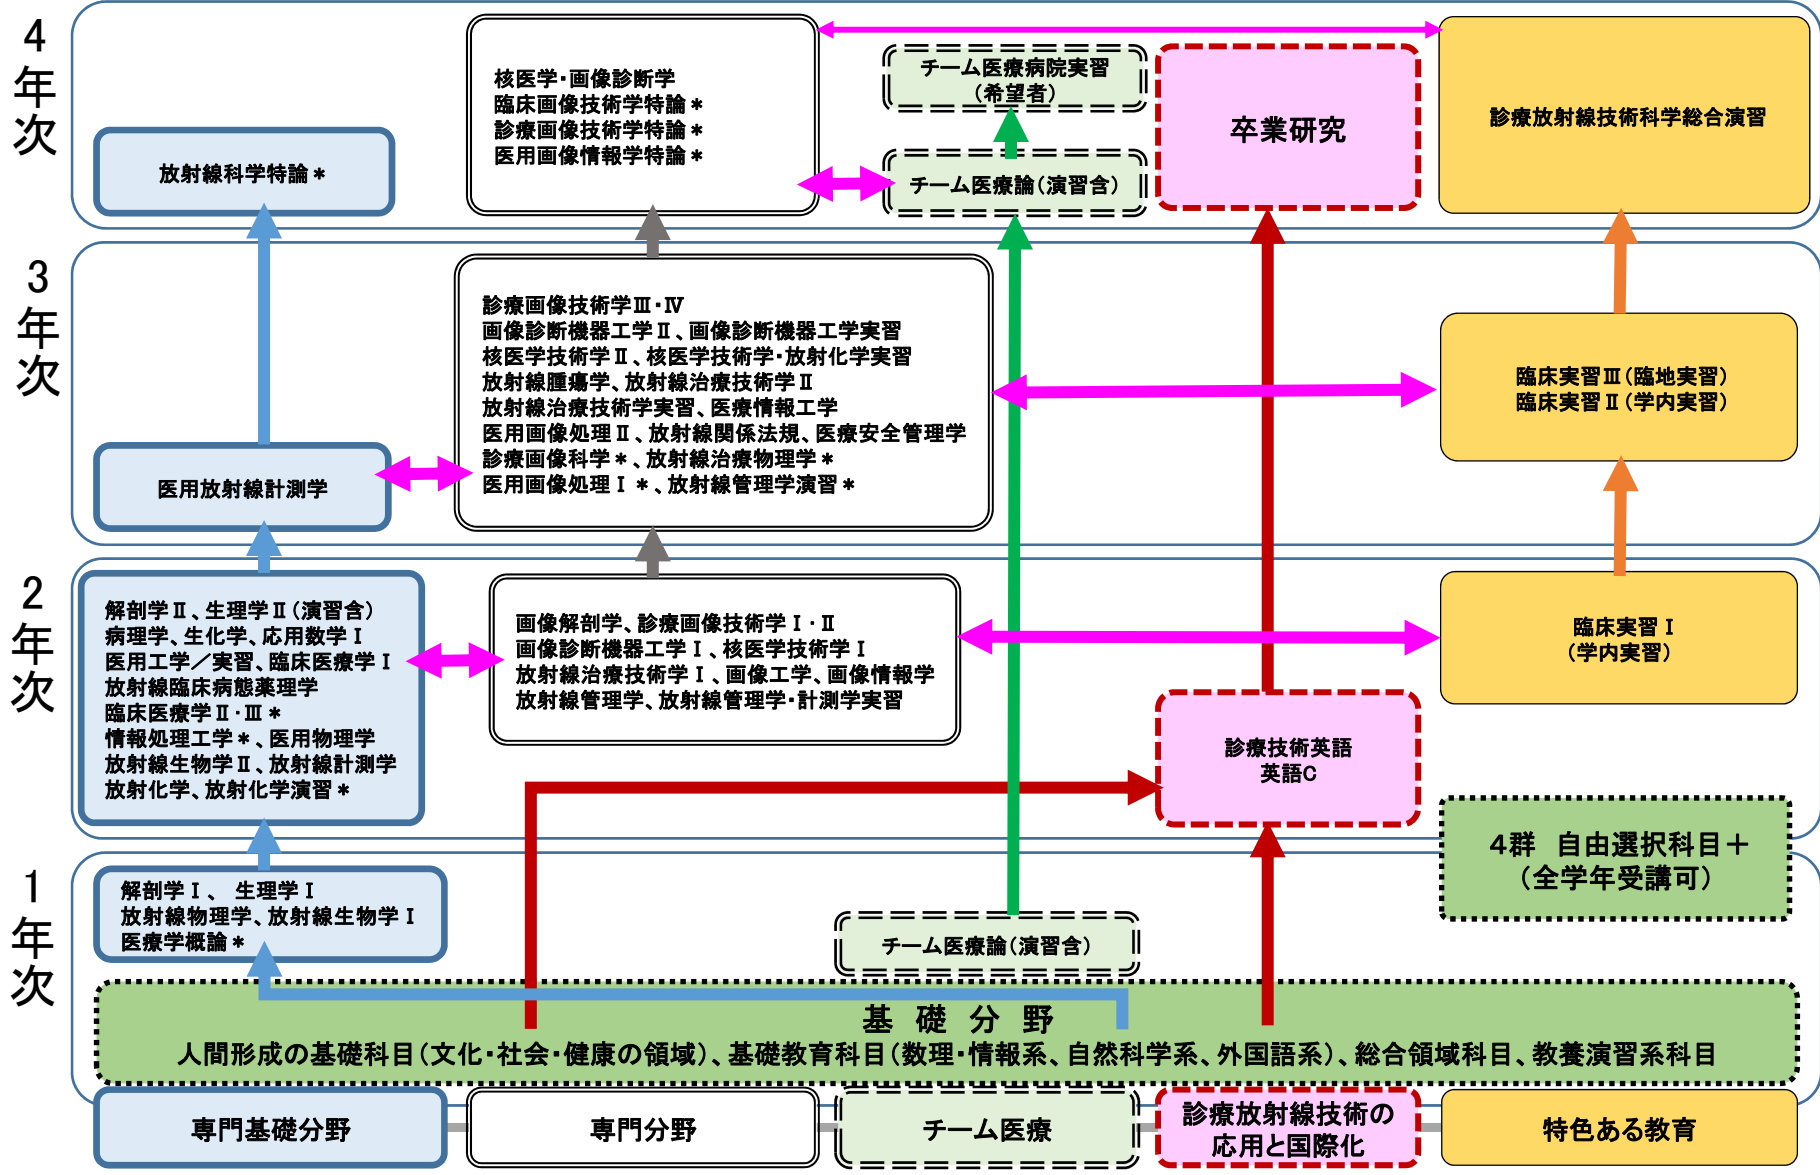 4年次
核医学・画像診断学
臨床画像技術学特論＊
診療画像技術学特論＊
医用画像情報学特論＊
チーム医療病院実習
（希望者）
卒業研究
診療放射線技術科学総合演習
放射線科学特論＊
チーム医療論（演習含）
3年次
診療画像技術学Ⅲ・Ⅳ
画像診断機器工学Ⅱ、画像診断機器工学実習
核医学技術学Ⅱ、核医学技術学・放射化学実習
放射線腫瘍学、放射線治療技術学Ⅱ
放射線治療技術学実習、医療情報工学
医用画像処理Ⅱ、放射線関係法規、医療安全管理学
診療画像科学＊、放射線治療物理学＊
医用画像処理Ⅰ＊、放射線管理学演習＊
臨床実習Ⅲ（臨地実習）
臨床実習Ⅱ（学内実習）
医用放射線計測学
2年次
解剖学Ⅱ、生理学Ⅱ（演習含）
病理学、生化学、応用数学Ⅰ
医用工学／実習、臨床医療学Ⅰ
放射線臨床病態薬理学
臨床医療学Ⅱ・Ⅲ＊
情報処理工学＊、医用物理学
放射線生物学Ⅱ、放射線計測学
放射化学、放射化学演習＊
画像解剖学、診療画像技術学Ⅰ・Ⅱ
画像診断機器工学Ⅰ、核医学技術学Ⅰ
放射線治療技術学Ⅰ、画像工学、画像情報学
放射線管理学、放射線管理学・計測学実習
臨床実習Ⅰ
（学内実習）
診療技術英語
英語C
4群　自由選択科目＋
（全学年受講可）
1年次
解剖学Ⅰ、 生理学Ⅰ
放射線物理学、放射線生物学Ⅰ
医療学概論＊
チーム医療論（演習含）
基 礎 分 野
人間形成の基礎科目（文化・社会・健康の領域）、基礎教育科目（数理・情報系、自然科学系、外国語系）、総合領域科目、教養演習系科目
専門基礎分野
専門分野
チーム医療
診療放射線技術の
応用と国際化
特色ある教育